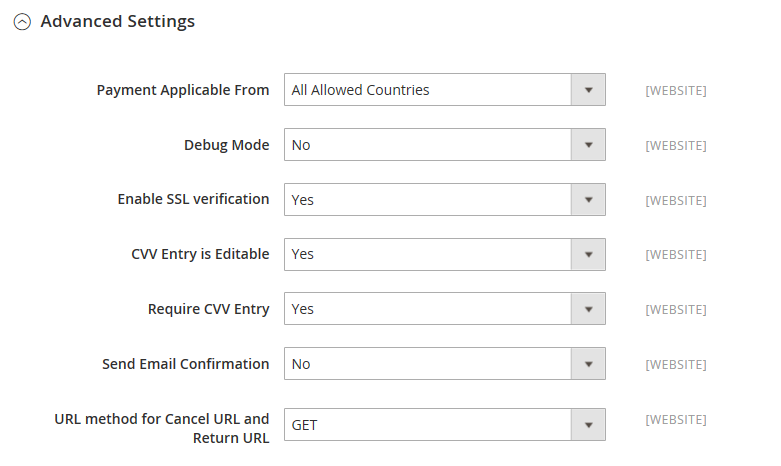 Advanced Settings
Payment Applicable From All Allowed Countries [WEBSITE]
Debug Mode No [WEBSITE]
Enable SSL verification Yes [WEBSITE]
CVV Entry is Editable Yes [WEBSITE]
Require CVV Entry Yes [WEBSITE]
Send Email Confirmation No [WEBSITE]
URL method for Cancel URL and
Return URL GET [WEBSITE]